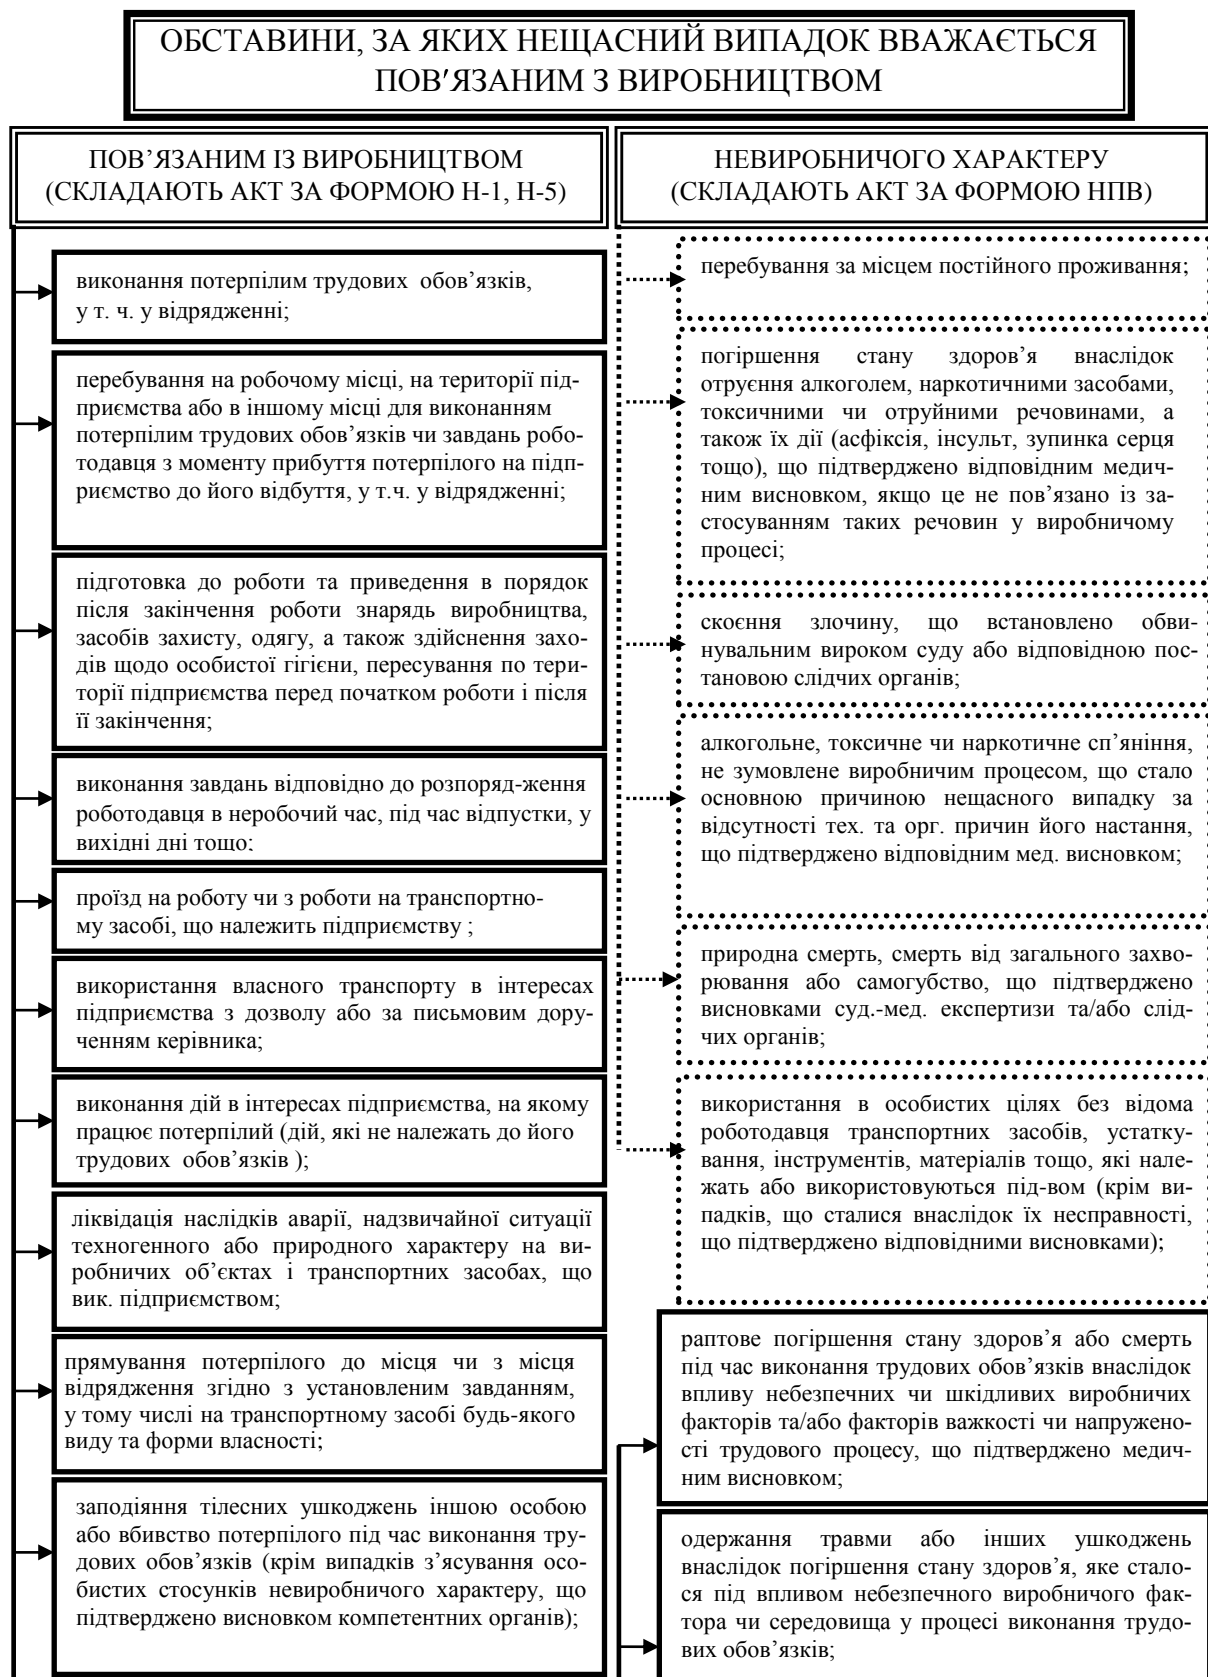 ОБСТАВИНИ, ЗА ЯКИХ НЕЩАСНИЙ ВИПАДОК ВВАЖАЄТЬСЯ
ПОВ′ЯЗАНИМ З ВИРОБНИЦТВОМ
ПОВ’ЯЗАНИМ ІЗ ВИРОБНИЦТВОМ
(СКЛАДАЮТЬ АКТ ЗА ФОРМОЮ Н-1, Н-5)
виконання потерпілим трудових обов’язків,
у т. ч. у відрядженні;
перебування на робочому місці, на території під-
приємства або в іншому місці для виконанням
потерпілим трудових обов’язків чи завдань робо-
тодавця з моменту прибуття потерпілого на під-
приємство до його відбуття, у т.ч. у відрядженні;
підготовка до роботи та приведення в порядок
після закінчення роботи знарядь виробництва,
засобів захисту, одягу, а також здійснення захо-
дів щодо особистої гігієни, пересування по тери-
торії підприємства перед початком роботи і після
її закінчення;
виконання завдань відповідно до розпоряд-ження
роботодавця в неробочий час, під час відпустки, у
вихідні дні тощо;
проїзд на роботу чи з роботи на транспортно-
му засобі, що належить підприємству ;
використання власного транспорту в інтересах
підприємства з дозволу або за письмовим дору-
ченням керівника;
виконання дій в інтересах підприємства, на якому
працює потерпілий (дій, які не належать до його
трудових обов’язків );
ліквідація наслідків аварії, надзвичайної ситуації
техногенного або природного характеру на ви-
робничих об’єктах і транспортних засобах, що
вик. підприємством;
прямування потерпілого до місця чи з місця
відрядження згідно з установленим завданням,
у тому числі на транспортному засобі будь-якого
виду та форми власності;
заподіяння тілесних ушкоджень іншою особою
або вбивство потерпілого під час виконання тру-
дових обов’язків (крім випадків з’ясування осо-
бистих стосунків невиробничого характеру, що
підтверджено висновком компетентних органів);
НЕВИРОБНИЧОГО ХАРАКТЕРУ
(СКЛАДАЮТЬ АКТ ЗА ФОРМОЮ НПВ)
перебування за місцем постійного проживання;
погіршення стану здоров’я внаслідок
отруєння алкоголем, наркотичними засобами,
токсичними чи отруйними речовинами, а
також їх дії (асфіксія, інсульт, зупинка серця
тощо), що підтверджено відповідним медич-
ним висновком, якщо це не пов’язано із за-
стосуванням таких речовин у виробничому
процесі;
скоєння злочину, що встановлено обви-
нувальним вироком суду або відповідною пос-
тановою слідчих органів;
алкогольне, токсичне чи наркотичне сп’яніння,
не зумовлене виробничим процесом, що стало
основною причиною нещасного випадку за
відсутності тех. та орг. причин його настання,
що підтверджено відповідним мед. висновком;
природна смерть, смерть від загального захво-
рювання або самогубство, що підтверджено
висновками суд.-мед. експертизи та/або слід-
чих органів;
використання в особистих цілях без відома
роботодавця транспортних засобів, устатку-
вання, інструментів, матеріалів тощо, які нале-
жать або використовуються під-вом (крім ви-
падків, що сталися внаслідок їх несправності,
що підтверджено відповідними висновками);
раптове погіршення стану здоров’я або смерть
під час виконання трудових обов’язків внаслідок
впливу небезпечних чи шкідливих виробничих
факторів та/або факторів важкості чи напружено-
сті трудового процесу, що підтверджено медич-
ним висновком;
одержання травми або інших ушкоджень
внаслідок погіршення стану здоров’я, яке стало-
ся під впливом небезпечного виробничого фак-
тора чи середовища у процесі виконання трудо-
вих обов’язків;